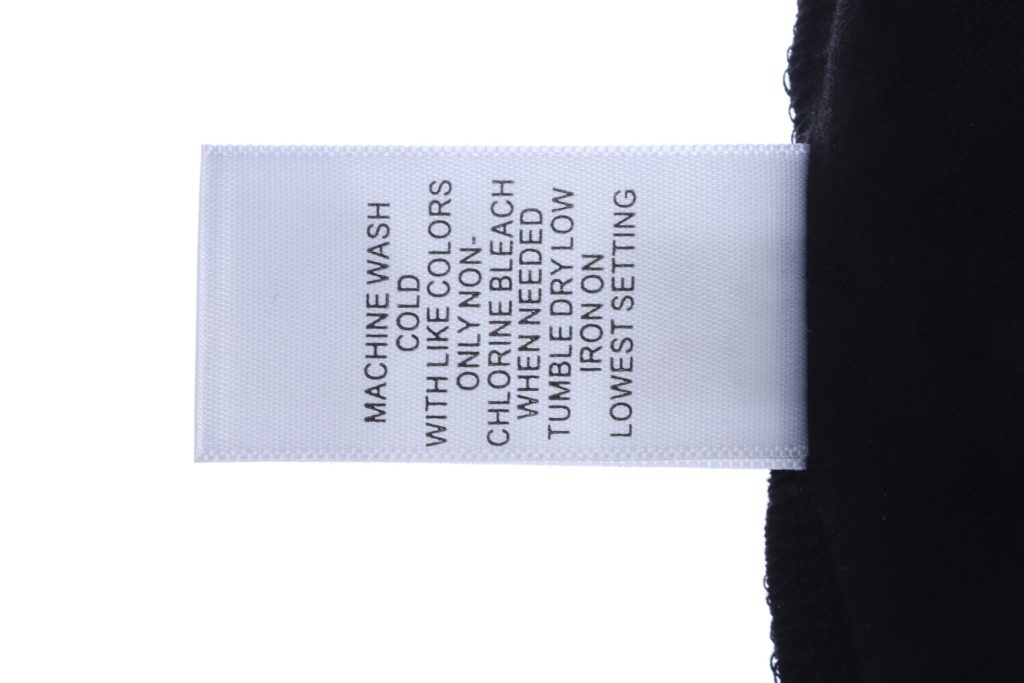 MACHINE WASH
COLD
WITH LIKE COLORS
ONLY NON-
CHLORINE BLEACH
WHEN NEEDED
TUMBLE DRY LOW
IRON ON
LOWEST SETTING